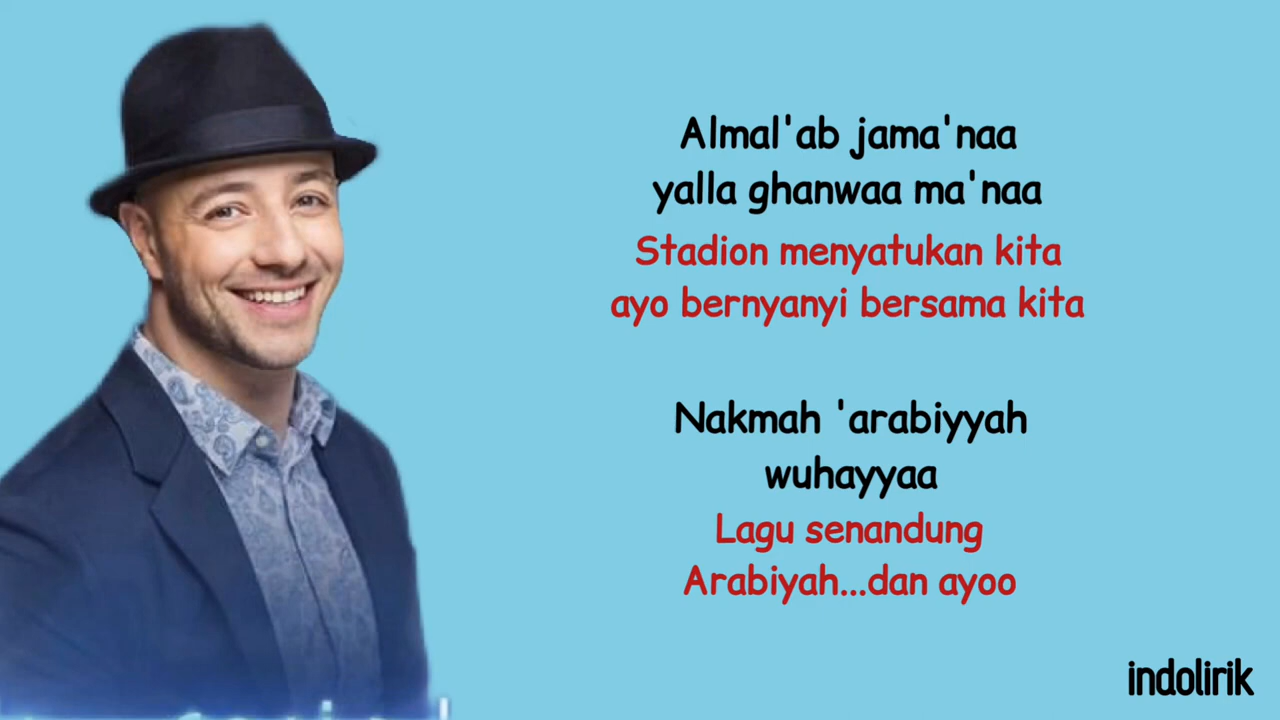 Almal'ab jama'naa
yalla ghanwaa ma'naa
Stadion menyatukan kita
ayo bernyanyi bersama kita
Nakmah 'arabiyyah
wuhayyaa
Lagu senandung
Arabiyah...dan ayoo
indolirik